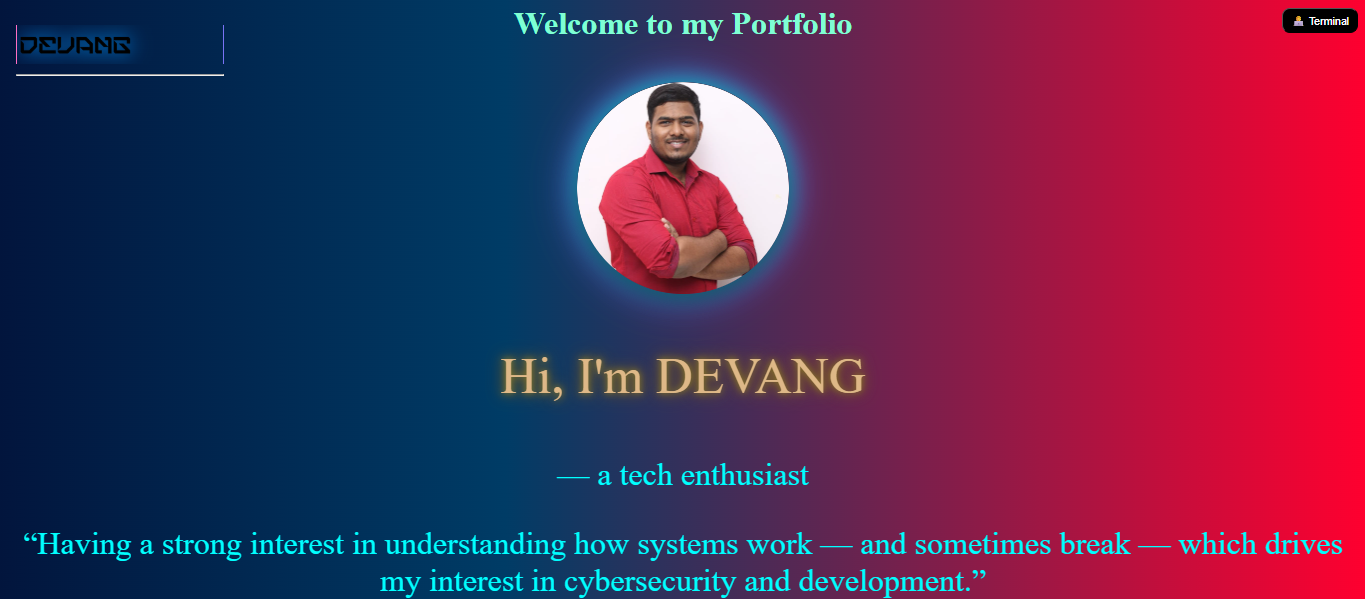 Welcome to my Portfolio
Terminal
DEVANG
Hi, I'm DEVANG
— a tech enthusiast
“Having a strong interest in understanding how systems work — and sometimes break — which drives
my interest in cybersecurity and development.”